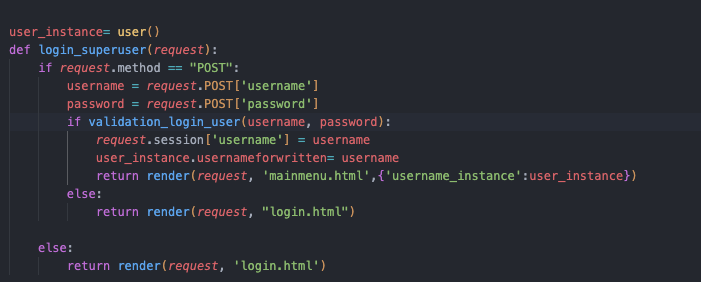 user_instance= user()
def login_superuser(request):
    if request.method == "POST":
        username = request.POST['username']
        password = request.POST['password']
        if validation_login_user(username, password):
            request.session['username'] = username
            user_instance.usernameforwritten= username
            return render(request, 'mainmenu.html',{'username_instance':user_instance})
        else:
            return render(request, "login.html")
    else:
        return render(request, 'login.html')